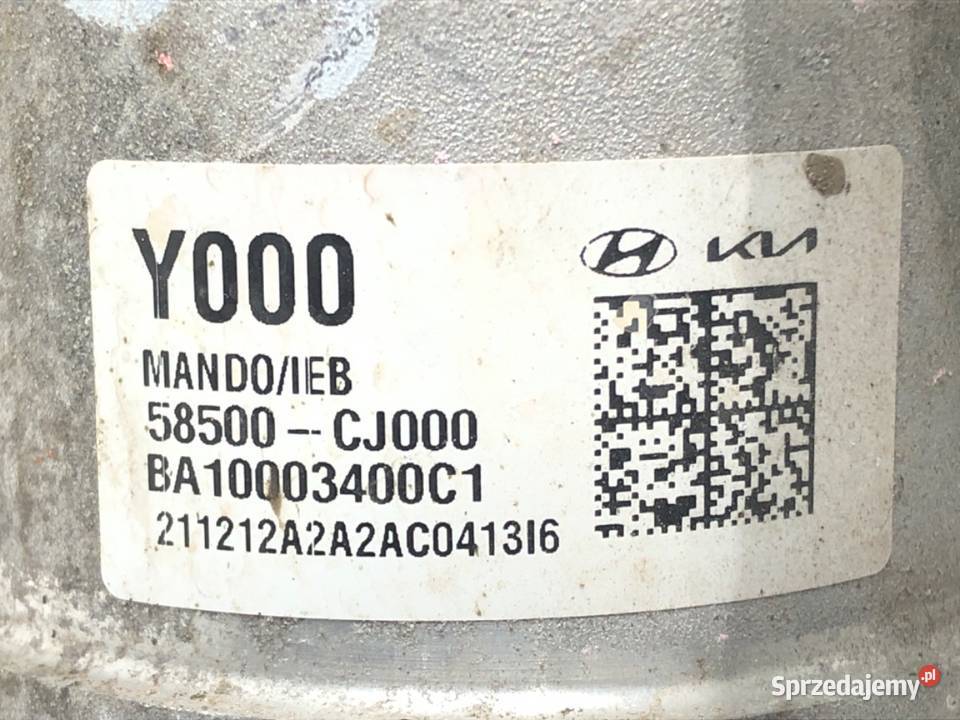 Y000
KIA
MANDO/IEB
58500-CJ000
BA10003400C1
211212A2A2AC0413I6
Sprzedajemy.pl